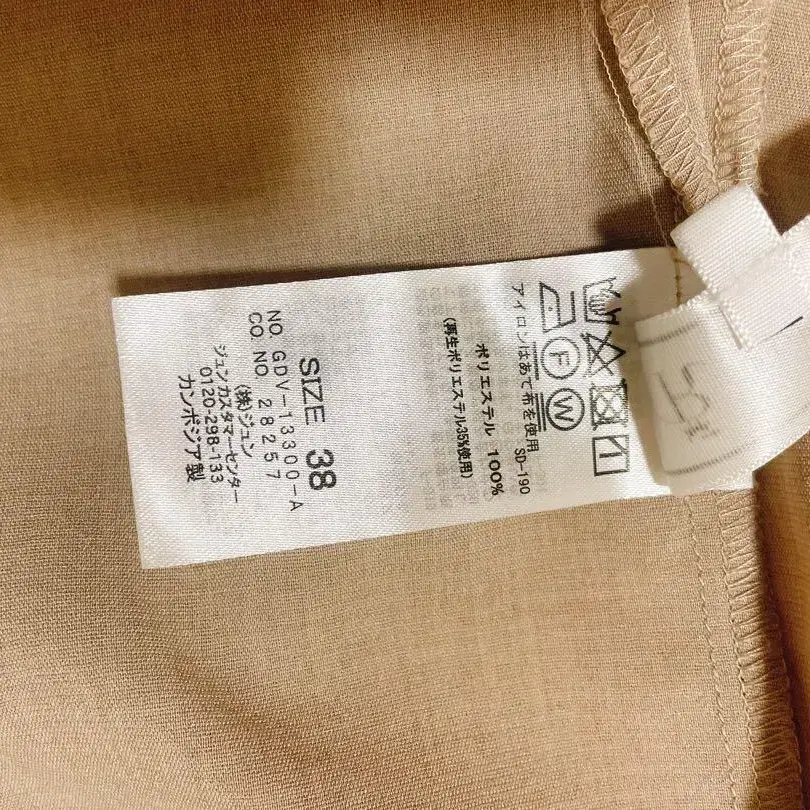 F W
アイロンはあて布を使用
SD-190
ポリエステル 100%
(再生ポリエステル35%使用)
SIZE 38
NO. GDV-13300-A
CO.NO. 28257
(株)ジュン
ジュンカスタマーセンター
0120-298-133
カンボジア製